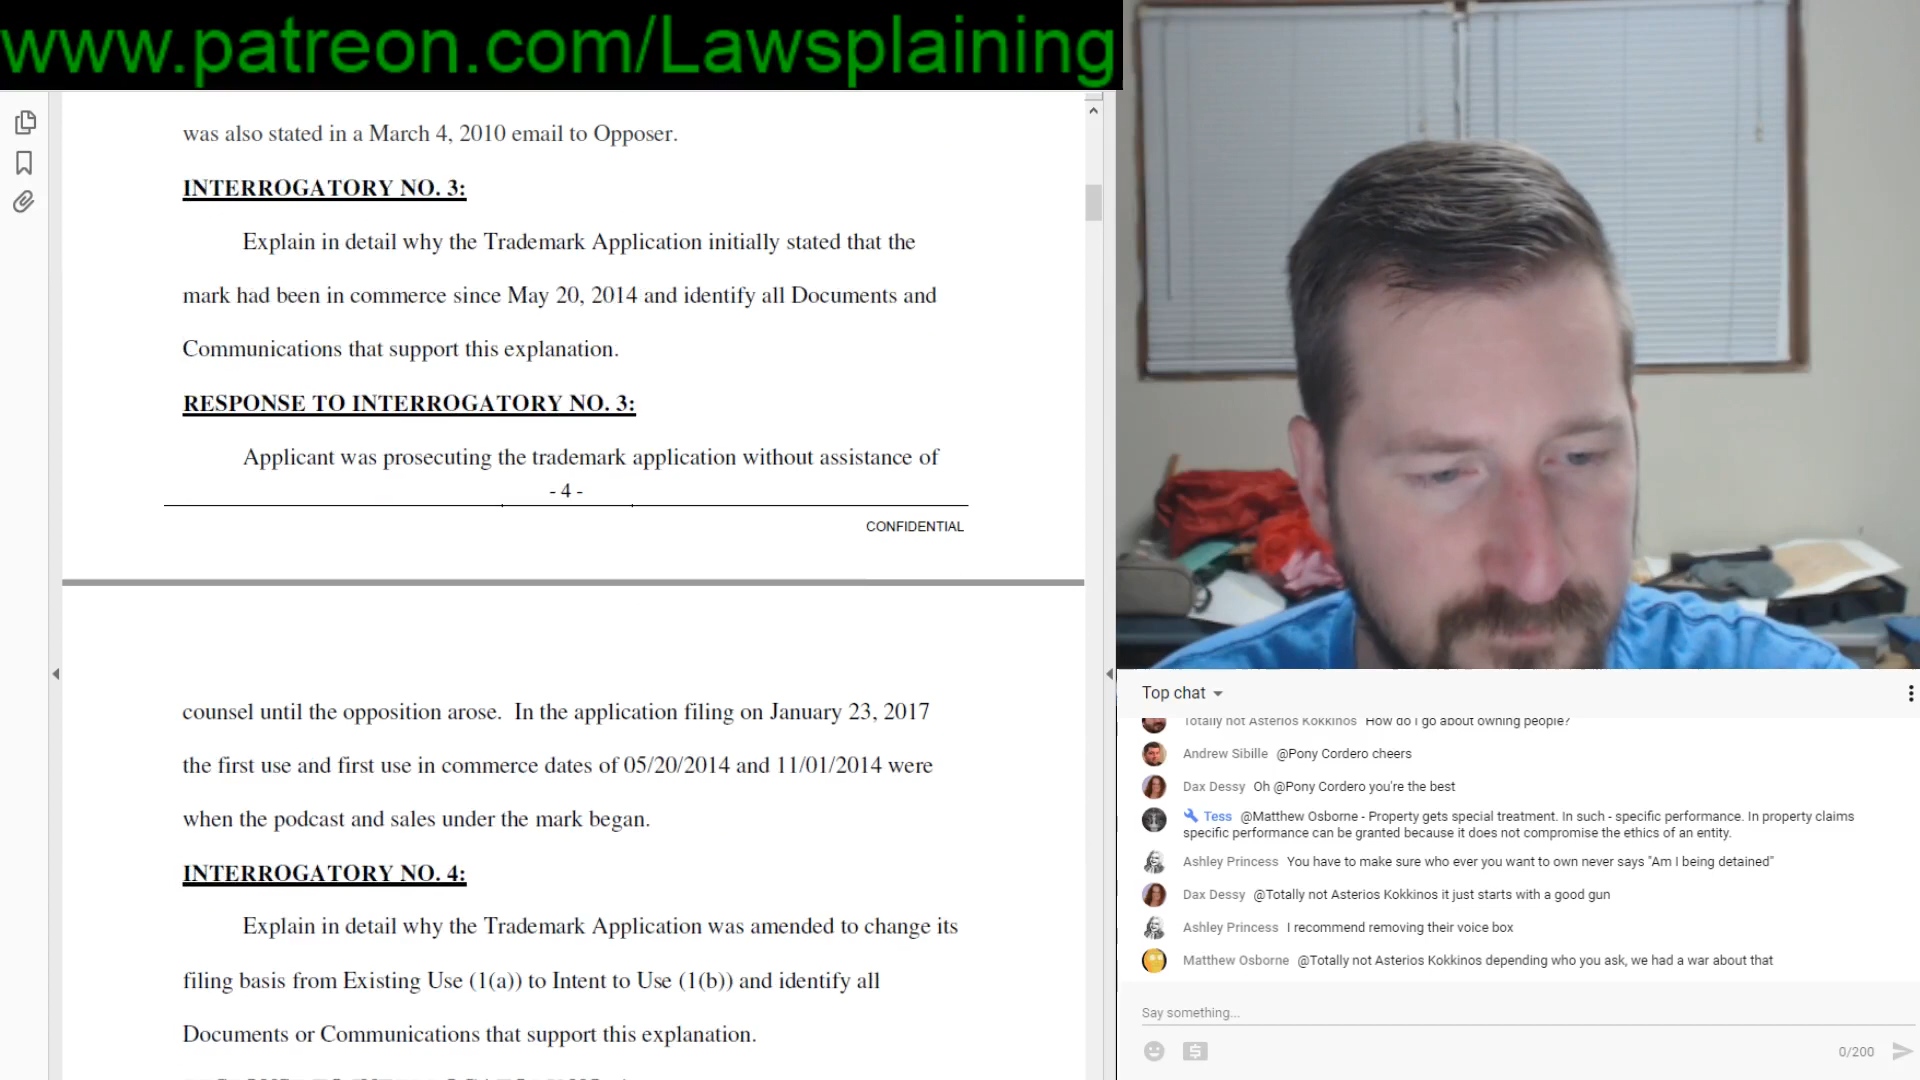 www.patreon.com/Lawsplaining
was also stated in a March 4, 2010 email to Opposer.
INTERROGATORY NO. 3:
Explain in detail why the Trademark Application initially stated that the
mark had been in commerce since May 20, 2014 and identify all Documents and
Communications that support this explanation.
RESPONSE TO INTERROGATORY NO. 3:
Applicant was prosecuting the trademark application without assistance of
- 4 -
CONFIDENTIAL
counsel until the opposition arose. In the application filing on January 23, 2017
the first use and first use in commerce dates of 05/20/2014 and 11/01/2014 were
when the podcast and sales under the mark began.
INTERROGATORY NO. 4:
Explain in detail why the Trademark Application was amended to change its
filing basis from Existing Use (1(a)) to Intent to Use (1(b)) and identify all
Documents or Communications that support this explanation.
Top chat
Totally not Asterios Kokkinos How do I go about owning people?
Andrew Sibille @Pony Cordero cheers
Dax Dessy Oh @Pony Cordero you're the best
Tess @Matthew Osborne - Property gets special treatment. In such - specific performance. In property claims
specific performance can be granted because it does not compromise the ethics of an entity.
Ashley Princess You have to make sure who ever you want to own never says "Am I being detained"
Dax Dessy @Totally not Asterios Kokkinos it just starts with a good gun
Ashley Princess I recommend removing their voice box
Matthew Osborne @Totally not Asterios Kokkinos depending who you ask, we had a war about that
Say something...
0/200